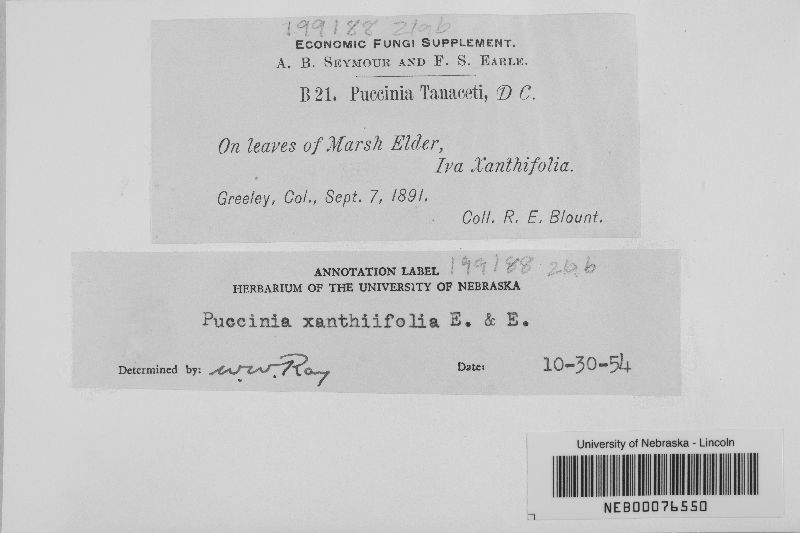 199188 21a,b
ECONOMIC FUNGI SUPPLEMENT.
A. B. SEYMOUR AND F. S. EARLE.
B 21. Puccinia Tanaceti, D C.
On leaves of Marsh Elder,
Iva Xanthifolia.
Greeley, Col., Sept. 7, 1891.
Coll. R. E. Blount.
ANNOTATION LABEL 199188
HERBARIUM OF THE UNIVERSITY OF NEBRASKA
Puccinia xanthiifolia E. & E.
Determined by: W.W. Ray Date: 10-30-54
University of Nebraska - Lincoln
NEB00076550